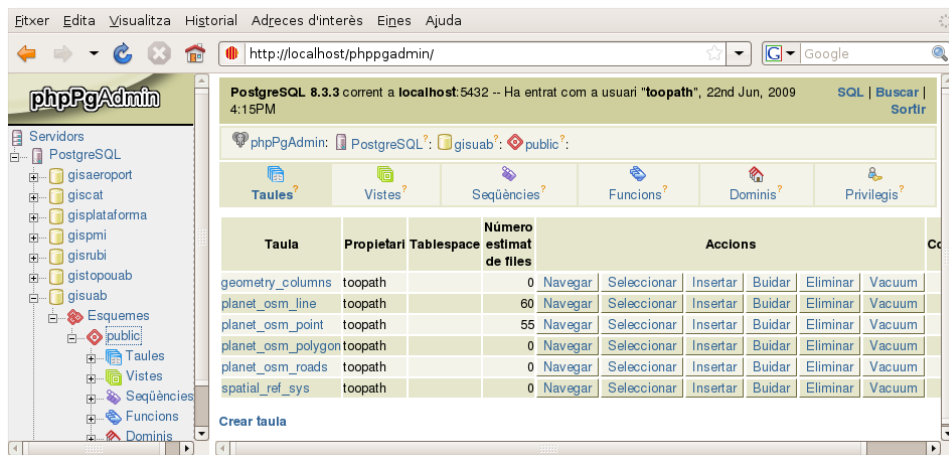 Fitxer Edita Visualitza Historial Adreces d'interès Eines Ajuda
http://localhost/phppgadmin/
G Google
phpPgAdmin
Servidors
PostgreSQL
gisaeroport
giscat
gisplataforma
gispmi
gisrubi
gistopouab
gisuab
Esquemes
public
Taules
Vistes
Seqüències
Funcions
Dominis
PostgreSQL 8.3.3 corrent a localhost:5432 -- Ha entrat com a usuari "toopath", 22nd Jun, 2009
4:15PM
SQL | Buscar |
Sortir
phpPgAdmin: PostgreSQL?: gisuab?: public?:
Taules? Vistes? Seqüències? Funcions? Dominis? Privilegis?
Taula Propietari Tablespace Número estimat de files Accions
geometry_columns toopath 0 Navegar Seleccionar Insertar Buidar Eliminar Vacuum
planet_osm_line toopath 60 Navegar Seleccionar Insertar Buidar Eliminar Vacuum
planet_osm_point toopath 55 Navegar Seleccionar Insertar Buidar Eliminar Vacuum
planet_osm_polygon toopath 0 Navegar Seleccionar Insertar Buidar Eliminar Vacuum
planet_osm_roads toopath 0 Navegar Seleccionar Insertar Buidar Eliminar Vacuum
spatial_ref_sys toopath 0 Navegar Seleccionar Insertar Buidar Eliminar Vacuum
Crear taula